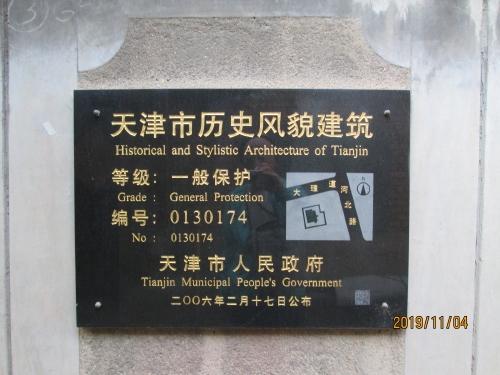 天津市历史风貌建筑
Historical and Stylistic Architecture of Tianjin
等级：一般保护
Grade : General Protection
编号：0130174
No : 0130174
大理道
河北路
天津市人民政府
Tianjin Municipal People's Government
二〇〇六年二月十七日公布
2019/11/04